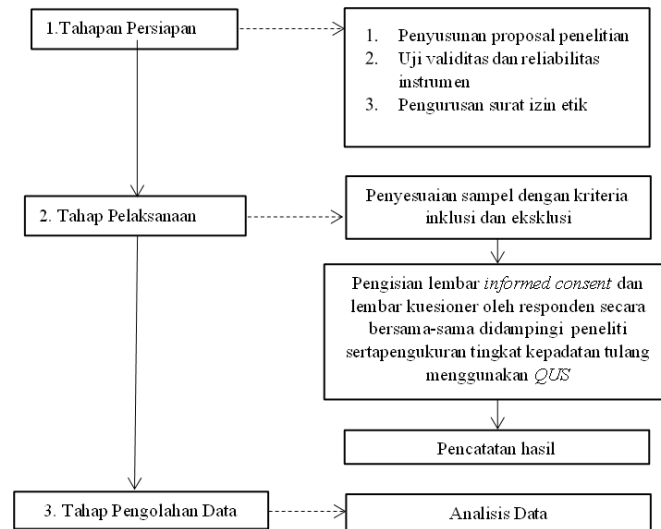 1.Tahapan Persiapan
1. Penyusunan proposal penelitian
2. Uji validitas dan reliabilitas
instrumen
3. Pengurusan surat izin etik
2. Tahap Pelaksanaan
Penyesuaian sampel dengan kriteria
inklusi dan eksklusi
Pengisian lembar informed consent dan
lembar kuesioner oleh responden secara
bersama-sama didampingi peneliti
sertapengukuran tingkat kepadatan tulang
menggunakan QUS
Pencatatan hasil
3. Tahap Pengolahan Data
Analisis Data